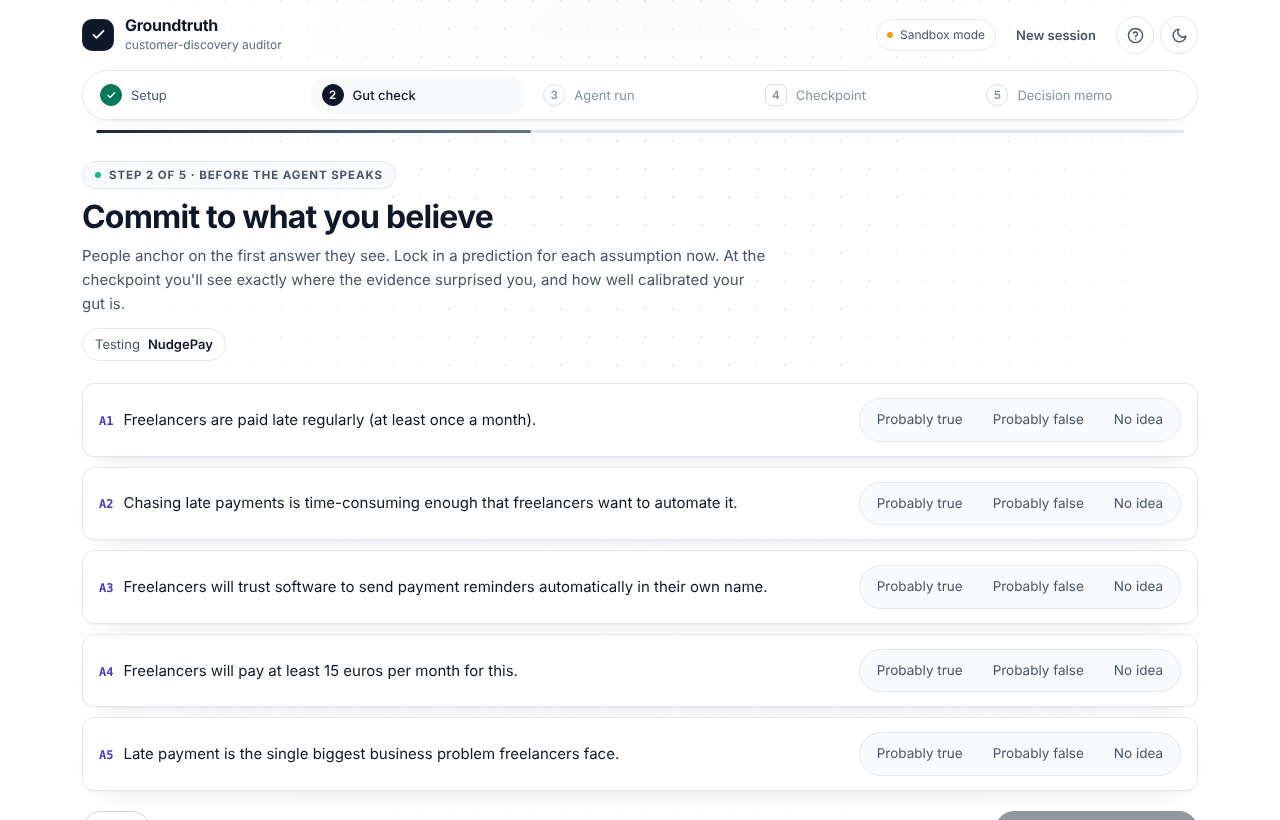 Groundtruth
customer-discovery auditor
Sandbox mode
New session
Setup
2 Gut check
3 Agent run
4 Checkpoint
5 Decision memo
STEP 2 OF 5 · BEFORE THE AGENT SPEAKS
Commit to what you believe
People anchor on the first answer they see. Lock in a prediction for each assumption now. At the
checkpoint you'll see exactly where the evidence surprised you, and how well calibrated your
gut is.
Testing NudgePay
A1 Freelancers are paid late regularly (at least once a month). Probably true Probably false No idea
A2 Chasing late payments is time-consuming enough that freelancers want to automate it. Probably true Probably false No idea
A3 Freelancers will trust software to send payment reminders automatically in their own name. Probably true Probably false No idea
A4 Freelancers will pay at least 15 euros per month for this. Probably true Probably false No idea
A5 Late payment is the single biggest business problem freelancers face. Probably true Probably false No idea